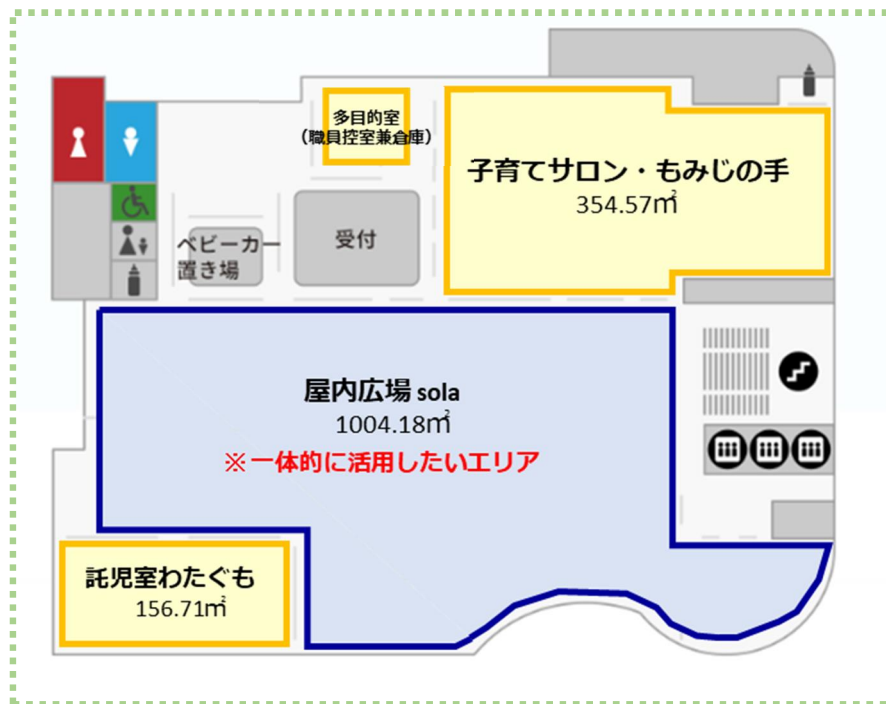 多目的室
(職員控室兼倉庫)
子育てサロン・もみじの手
354.57㎡
ベビーカー
置き場
受付
屋内広場 sola
1004.18㎡
※一体的に活用したいエリア
託児室わたぐも
156.71㎡